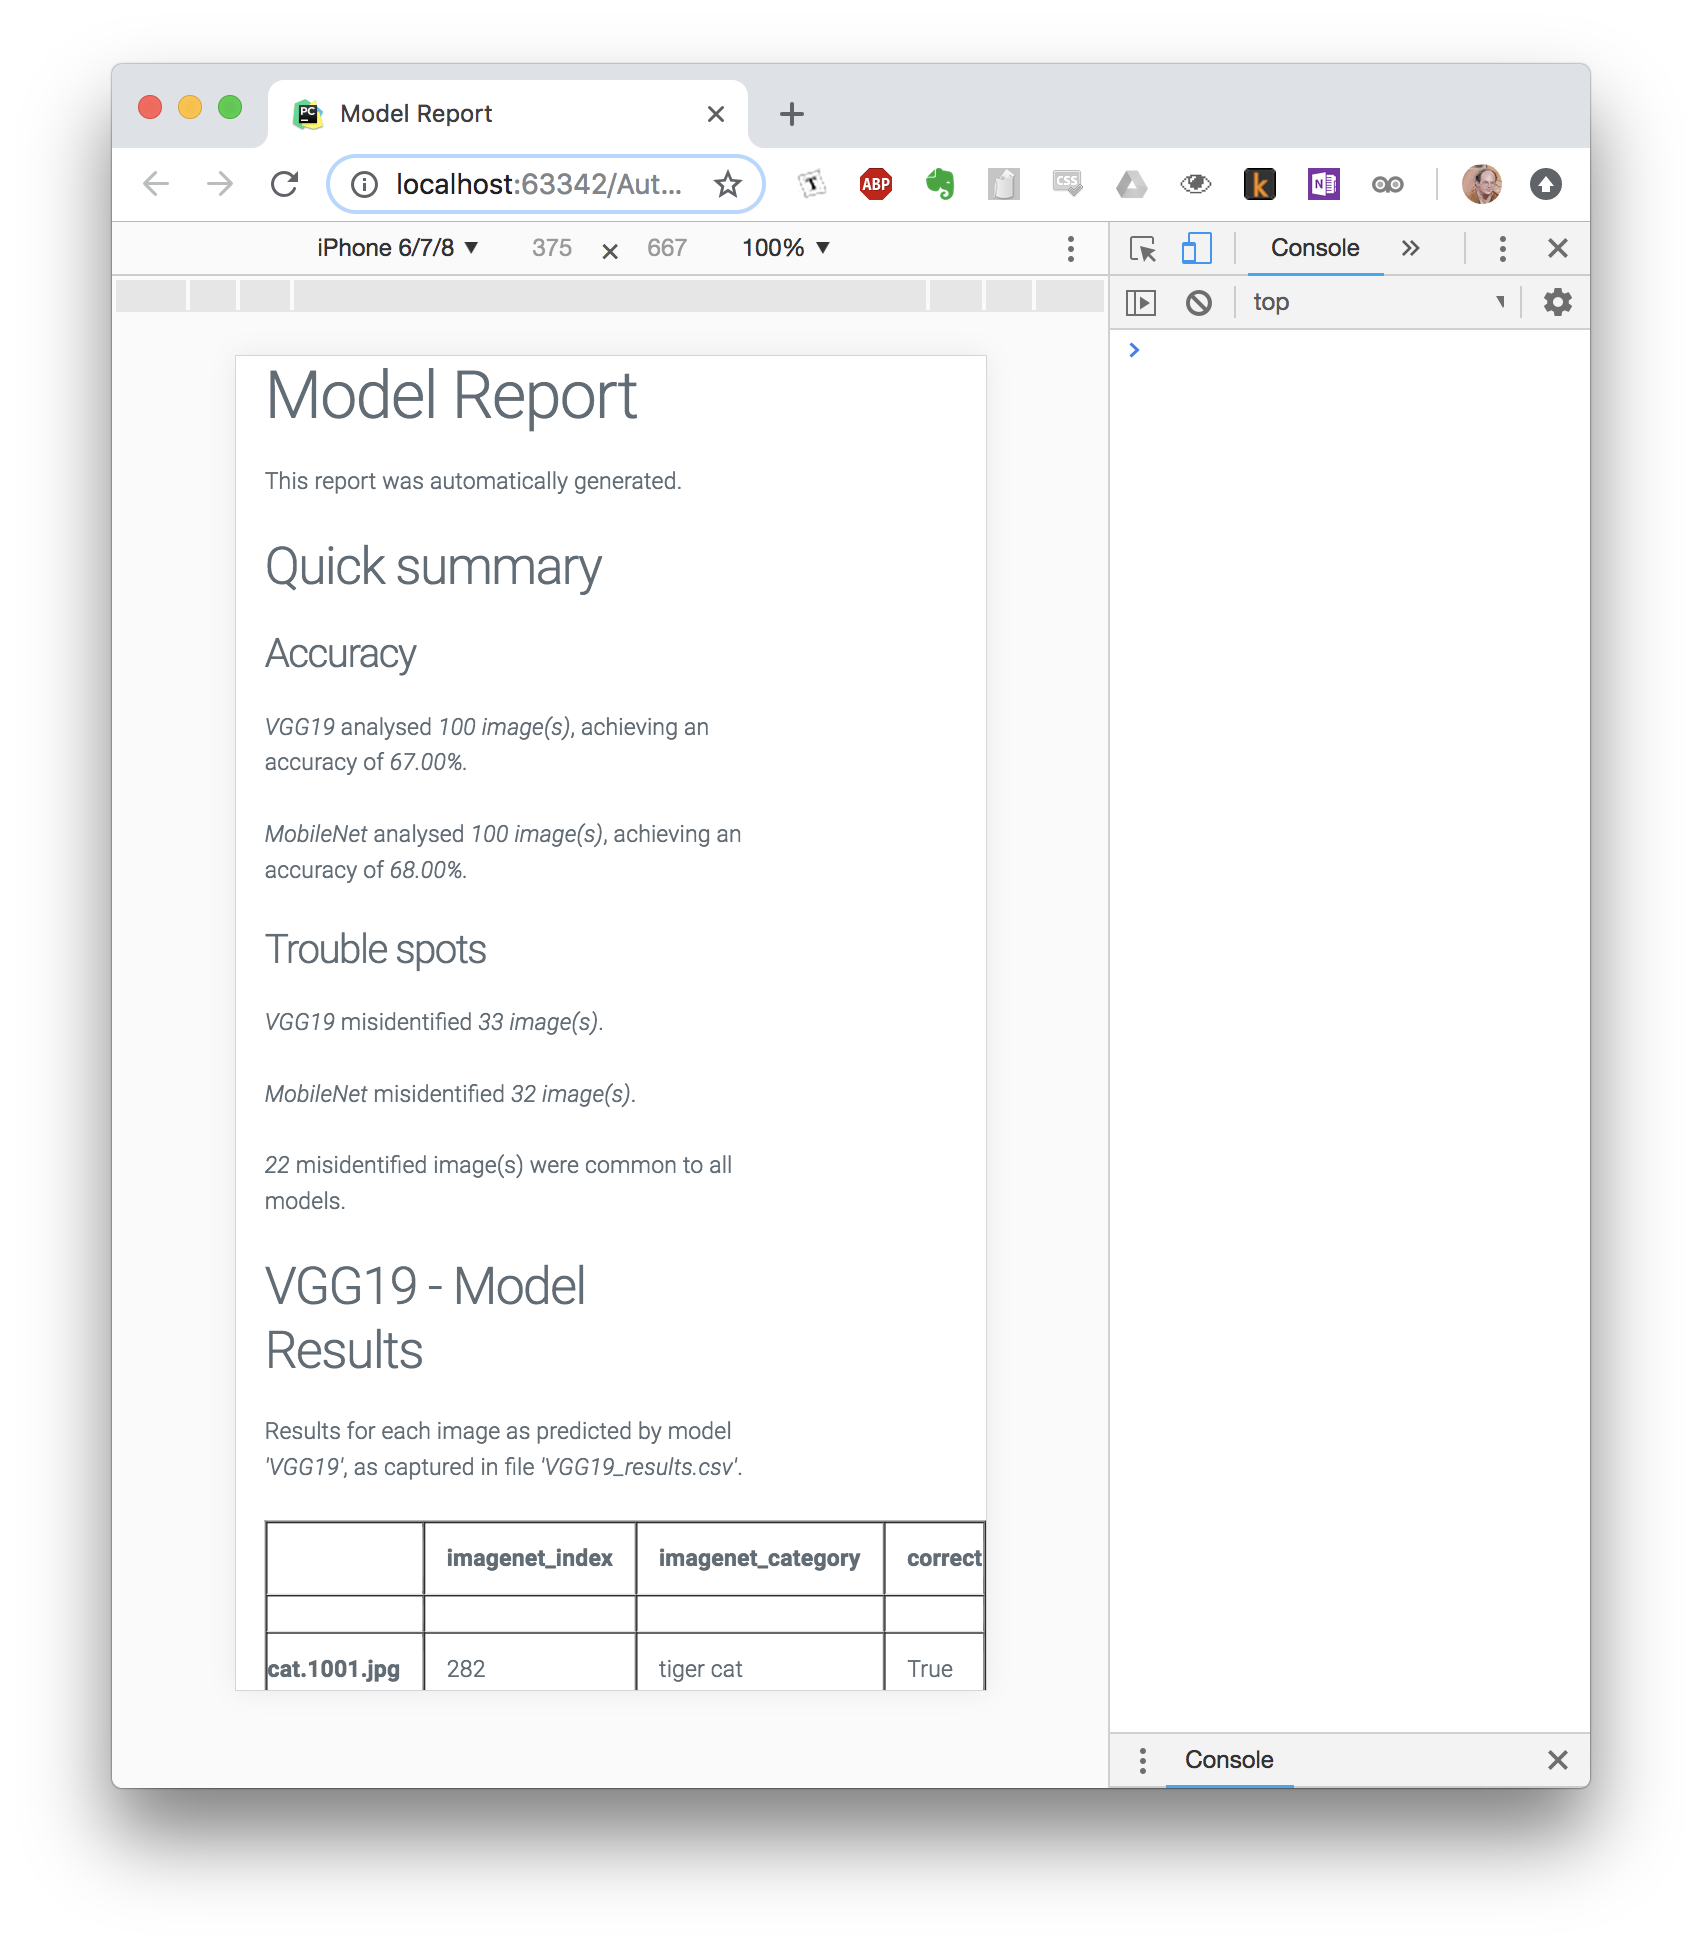 PC
Model Report
localhost:63342/Aut...
T
ABP
CSS
k
N
iPhone 6/7/8
375 × 667
100%
Console
top
Model Report
This report was automatically generated.
Quick summary
Accuracy
VGG19 analysed 100 image(s), achieving an
accuracy of 67.00%.
MobileNet analysed 100 image(s), achieving an
accuracy of 68.00%.
Trouble spots
VGG19 misidentified 33 image(s).
MobileNet misidentified 32 image(s).
22 misidentified image(s) were common to all
models.
VGG19 - Model
Results
Results for each image as predicted by model
'VGG19', as captured in file 'VGG19_results.csv'.
imagenet_index imagenet_category correct
cat.1001.jpg 282 tiger cat True
Console